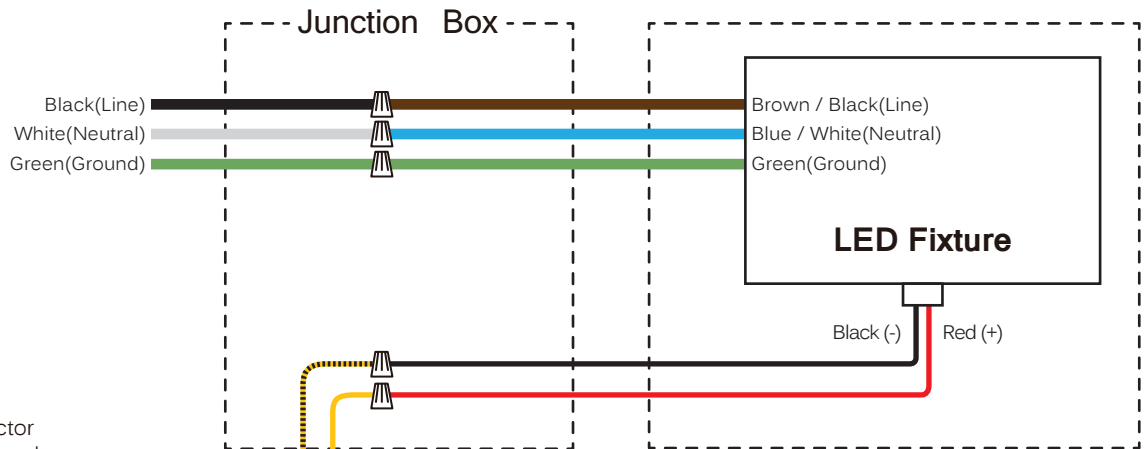 Junction Box
Black(Line)
Brown / Black(Line)
White(Neutral)
Blue / White(Neutral)
Green(Ground)
Green(Ground)
LED Fixture
Black (-)
Red (+)
ctor